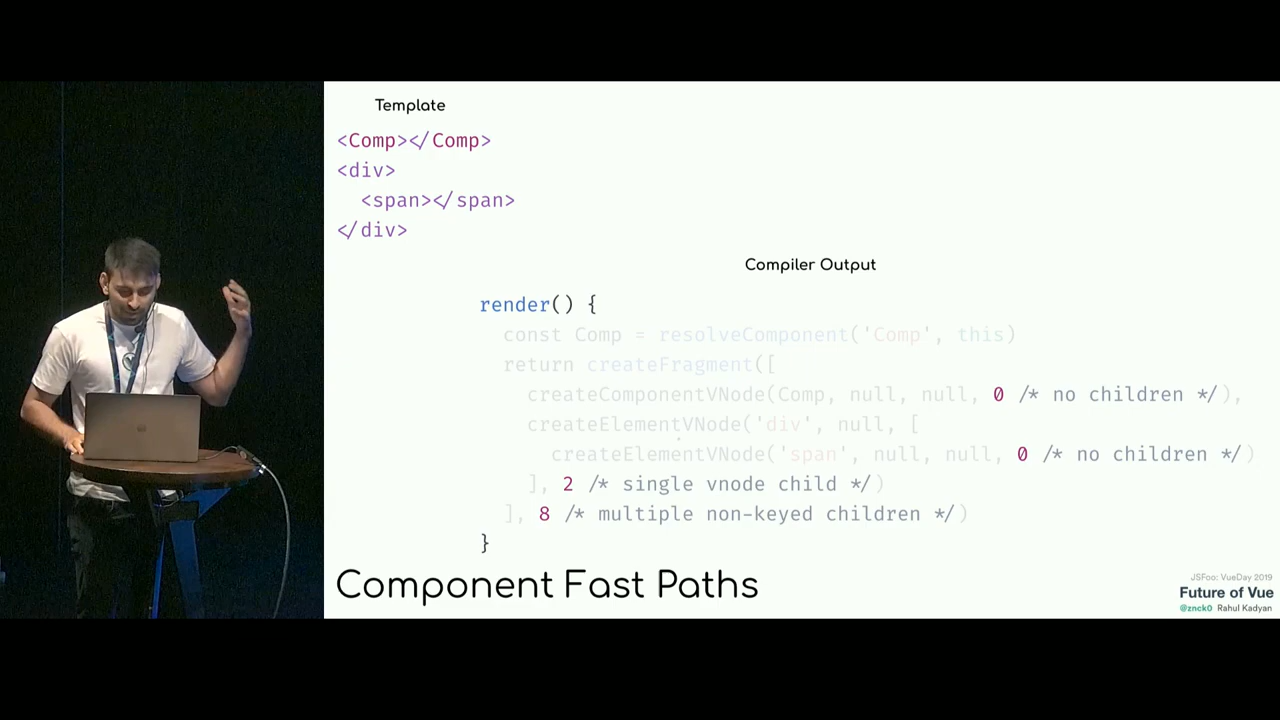 Template
<Comp></Comp>
<div>
  <span></span>
</div>
Compiler Output
render() {
  const Comp = resolveComponent('Comp', this)
  return createFragment([
    createComponentVNode(Comp, null, null, 0 /* no children */),
    createElementVNode('div', null, [
      createElementVNode('span', null, null, 0 /* no children */)
    ], 2 /* single vnode child */)
  ], 8 /* multiple non-keyed children */)
}
Component Fast Paths
JSFoo: VueDay 2019
Future of Vue
@znck0 Rahul Kadyan